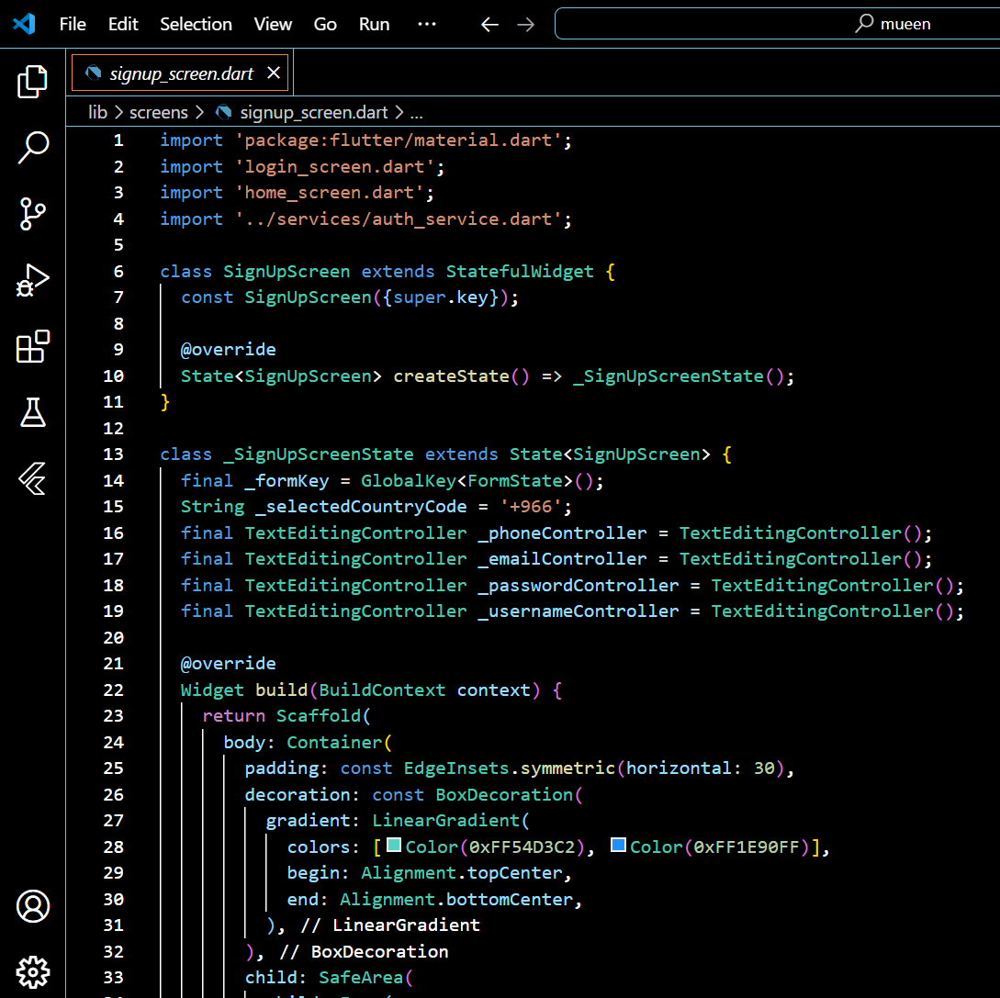 File Edit Selection View Go Run ··· ← → mueen
signup_screen.dart ×
lib > screens > signup_screen.dart > ...
1 import 'package:flutter/material.dart';
2 import 'login_screen.dart';
3 import 'home_screen.dart';
4 import '../services/auth_service.dart';
5
6 class SignUpScreen extends StatefulWidget {
7   const SignUpScreen({super.key});
8
9   @override
10   State<SignUpScreen> createState() => _SignUpScreenState();
11 }
12
13 class _SignUpScreenState extends State<SignUpScreen> {
14   final _formKey = GlobalKey<FormState>();
15   String _selectedCountryCode = '+966';
16   final TextEditingController _phoneController = TextEditingController();
17   final TextEditingController _emailController = TextEditingController();
18   final TextEditingController _passwordController = TextEditingController();
19   final TextEditingController _usernameController = TextEditingController();
20
21   @override
22   Widget build(BuildContext context) {
23     return Scaffold(
24       body: Container(
25         padding: const EdgeInsets.symmetric(horizontal: 30),
26         decoration: const BoxDecoration(
27           gradient: LinearGradient(
28             colors: [Color(0xFF54D3C2), Color(0xFF1E90FF)],
29             begin: Alignment.topCenter,
30             end: Alignment.bottomCenter,
31           ), // LinearGradient
32         ), // BoxDecoration
33         child: SafeArea(